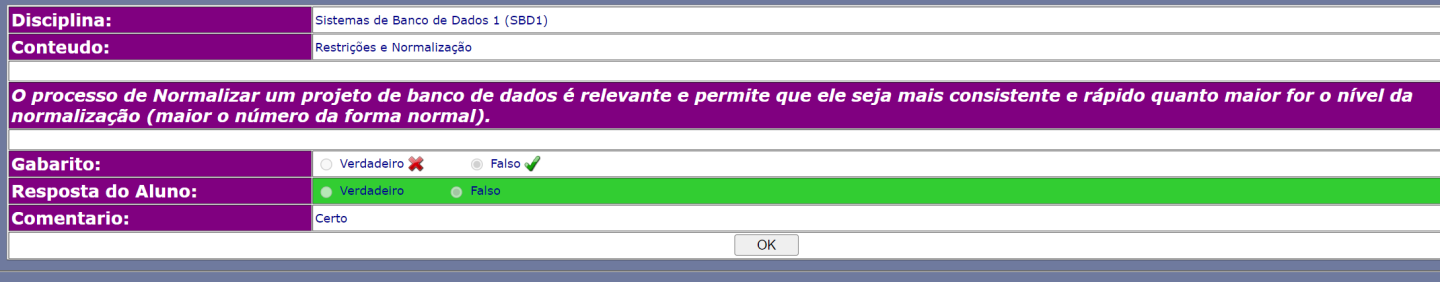 Disciplina: Sistemas de Banco de Dados 1 (SBD1)
Conteudo: Restrições e Normalização
O processo de Normalizar um projeto de banco de dados é relevante e permite que ele seja mais consistente e rápido quanto maior for o nível da
normalização (maior o número da forma normal).
Gabarito: Verdadeiro Falso
Resposta do Aluno: Verdadeiro Falso
Comentario: Certo
OK